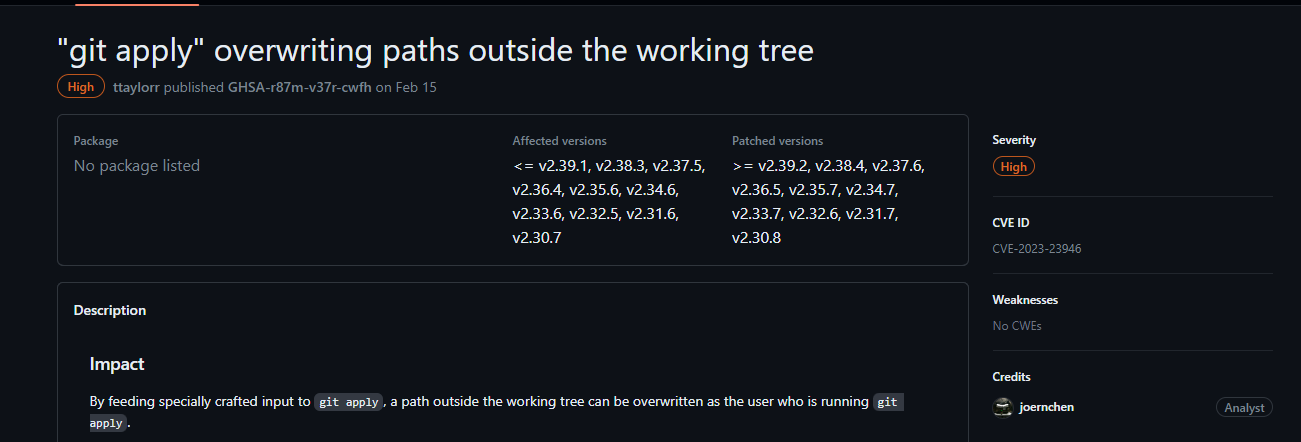 "git apply" overwriting paths outside the working tree
High ttaylorr published GHSA-r87m-v37r-cwfh on Feb 15
Package
No package listed
Affected versions
<= v2.39.1, v2.38.3, v2.37.5,
v2.36.4, v2.35.6, v2.34.6,
v2.33.6, v2.32.5, v2.31.6,
v2.30.7
Patched versions
>= v2.39.2, v2.38.4, v2.37.6,
v2.36.5, v2.35.7, v2.34.7,
v2.33.7, v2.32.6, v2.31.7,
v2.30.8
Description
Impact
By feeding specially crafted input to git apply, a path outside the working tree can be overwritten as the user who is running git
apply.
Severity
High
CVE ID
CVE-2023-23946
Weaknesses
No CWEs
Credits
joernchen Analyst